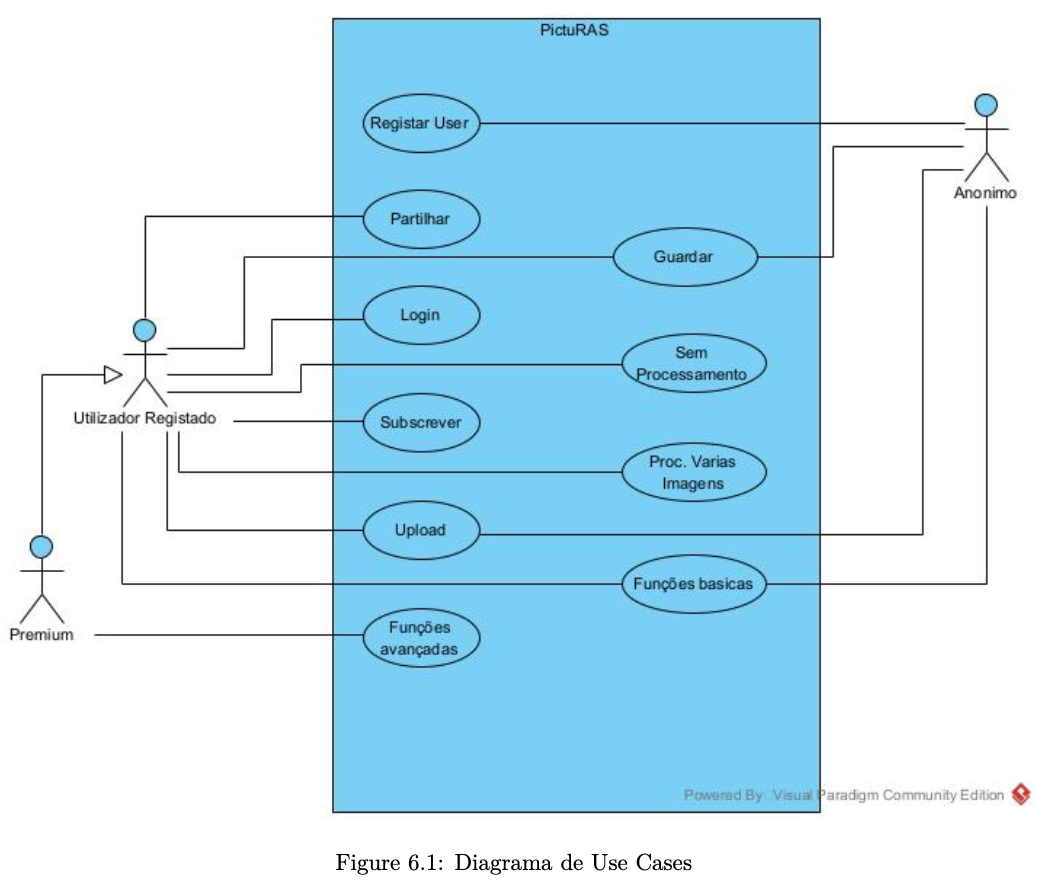 PictuRAS
Registar User
Anonimo
Partilhar
Guardar
Login
Sem
Processamento
Utilizador Registado
Subscrever
Proc. Varias
Imagens
Upload
Funções basicas
Premium
Funções
avançadas
Powered By Visual Paradigm Community Edition
Figure 6.1: Diagrama de Use Cases